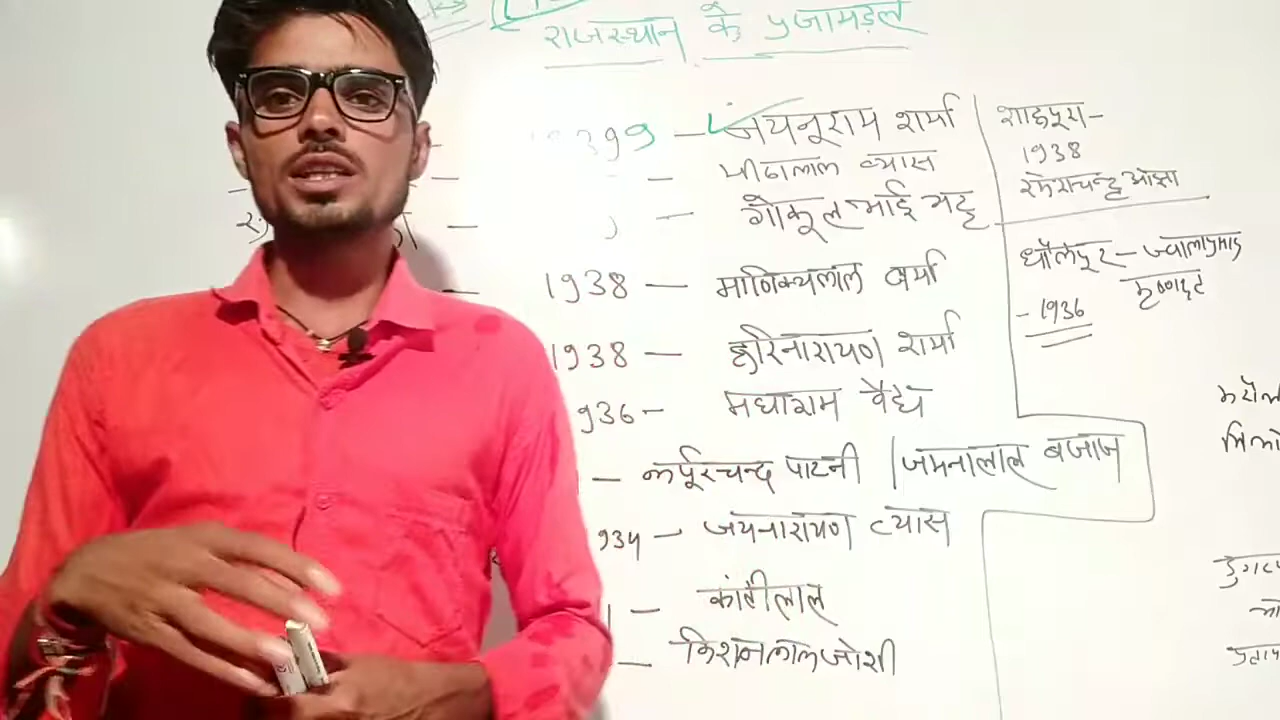 राजस्थान के प्रजामंडल
1939 — जयनूराम शर्मा
— मीठालाल व्यास
— गोकुल भाई भट्ट
1938 — माणिक्यलाल वर्मा
1938 — हरिनारायण शर्मा
936 - मघाराम वैद्य
— कर्पूरचन्द्र पाटनी / जमनालाल बजाज
934 — जयनारायण व्यास
— कांतीलाल
— किशनलाल जोशी
शाहपुरा -
1938
रमेशचन्द्र ओझा
धौलपुर - ज्वालाप्रसाद
- 1936